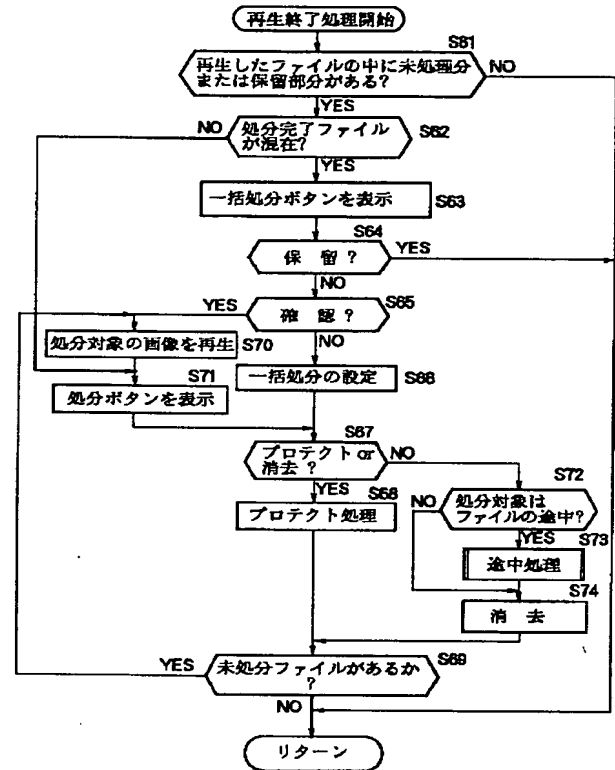 再生終了処理開始
S61
再生したファイルの中に未処理分
または保留部分がある?
NO
YES
NO
S62
処分完了ファイル
が混在?
YES
一括処分ボタンを表示
S63
S64
保 留 ?
YES
NO
YES
S65
確 認 ?
NO
処分対象の画像を再生
S70
一括処分の設定
S66
S71
処分ボタンを表示
S67
プロテクト or
消去 ?
NO
YES
S68
プロテクト処理
S72
NO
処分対象は
ファイルの途中?
YES
S73
途中処理
S74
消 去
YES
未処分ファイルがあるか
?
S69
NO
リターン